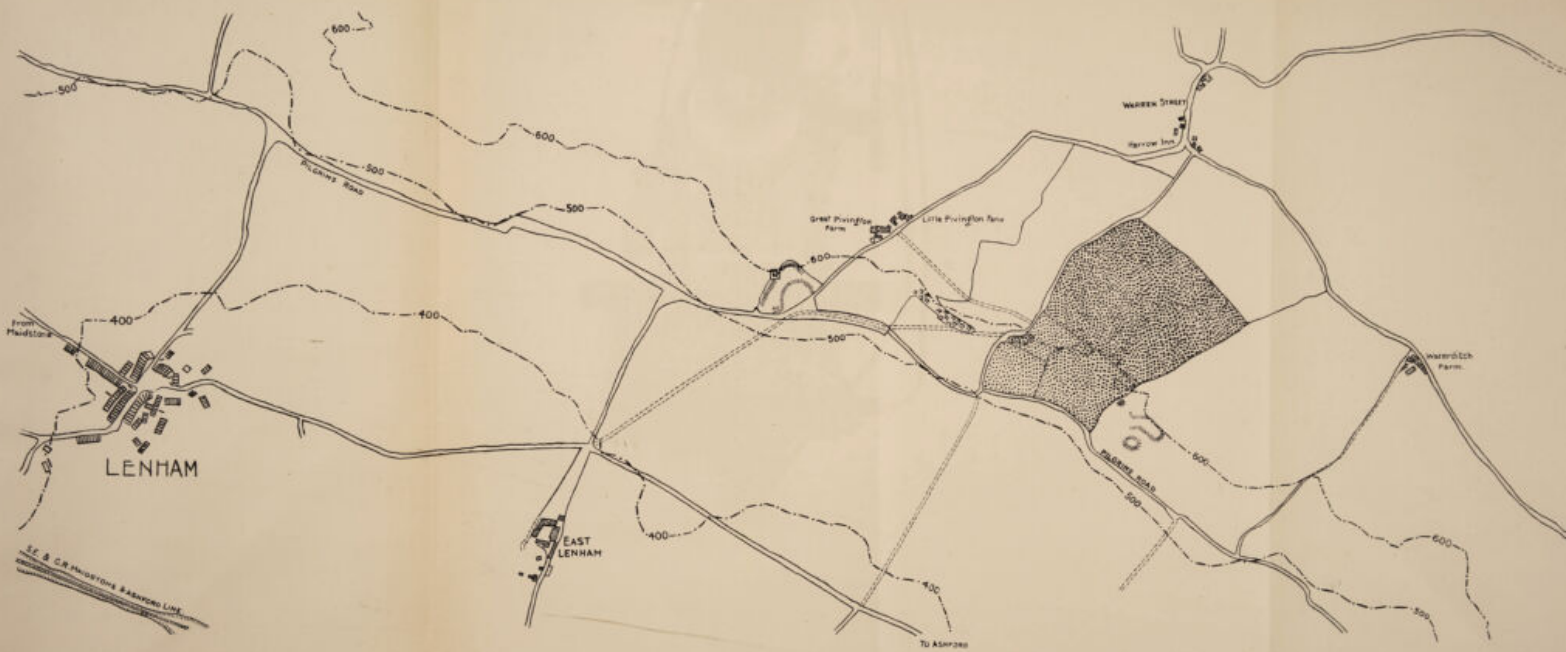 600
500
WARREN STREET
600
Harrow Inn
500
PILGRIMS ROAD
500
Great Pivington
Farm
Little Pivington Farm
600
From
Maidstone
400
400
500
Waterditch
Farm
LENHAM
600
PILGRIMS ROAD
500
400
EAST
LENHAM
600
S.E. & C.R. MAIDSTONE & ASHFORD LINE
400
500
TO ASHFORD